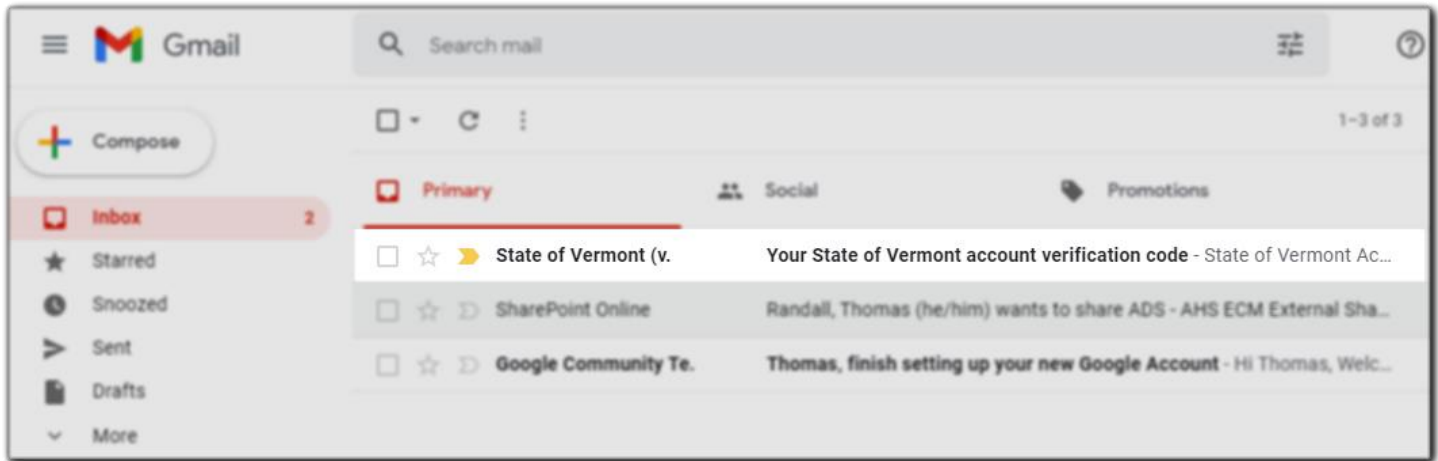 Gmail
Search mail
Compose
1–3 of 3
Primary
Social
Promotions
Inbox 2
Starred
Snoozed
Sent
Drafts
More
State of Vermont (v. Your State of Vermont account verification code - State of Vermont Ac...
SharePoint Online Randall, Thomas (he/him) wants to share ADS - AHS ECM External Sha...
Google Community Te. Thomas, finish setting up your new Google Account - Hi Thomas, Welc...